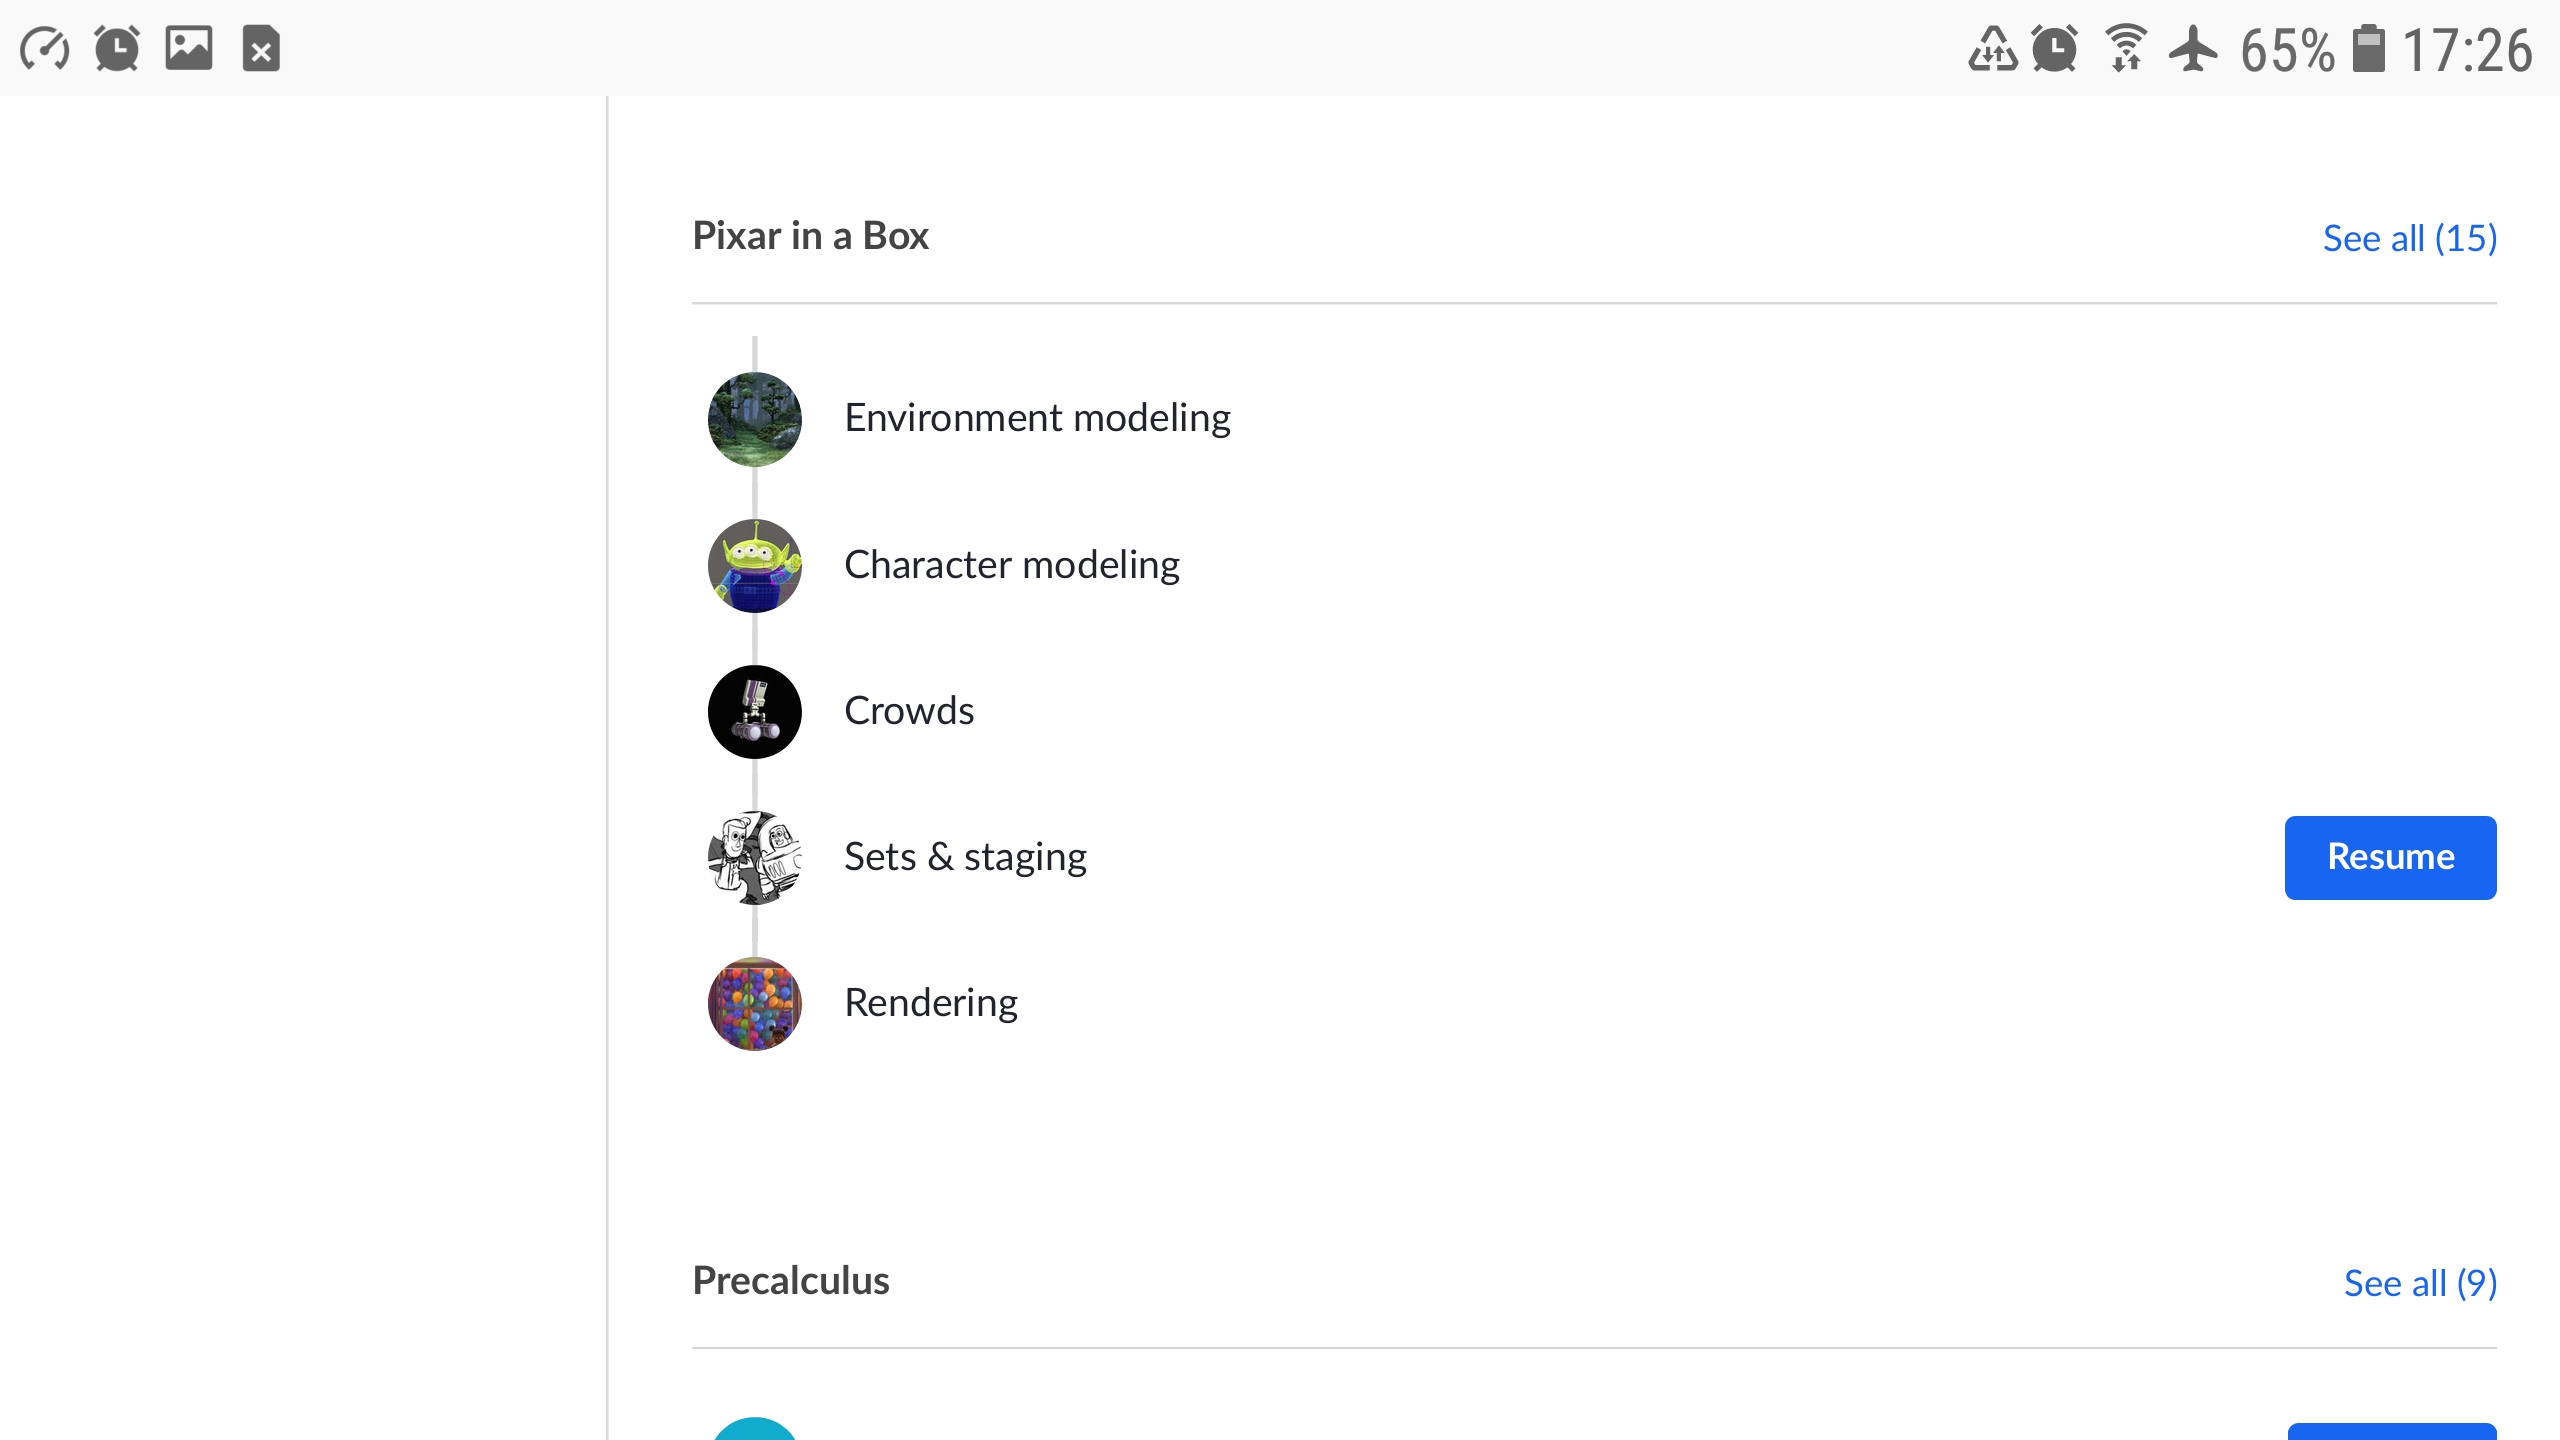 65% 17:26
Pixar in a Box
See all (15)
Environment modeling
Character modeling
Crowds
Sets & staging
Resume
Rendering
Precalculus
See all (9)